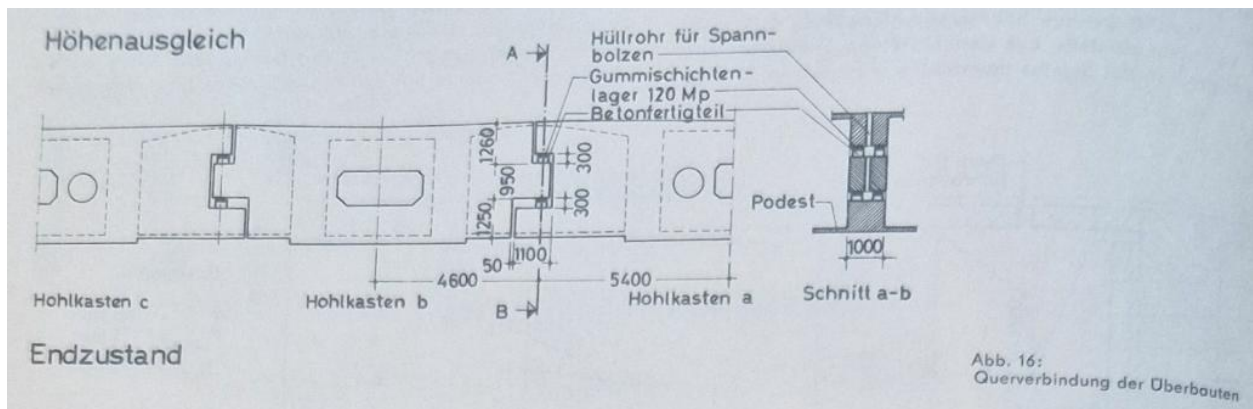 Höhenausgleich
A
Hüllrohr für Spann-
bolzen
Gummischichten-
lager 120 Mp
Betonfertigteil
1260
300
950
300
1250
Podest
1000
1100
50
4600
5400
Hohlkasten c
Hohlkasten b
Hohlkasten a
Schnitt a-b
B
Endzustand
Abb. 16:
Querverbindung der Überbauten